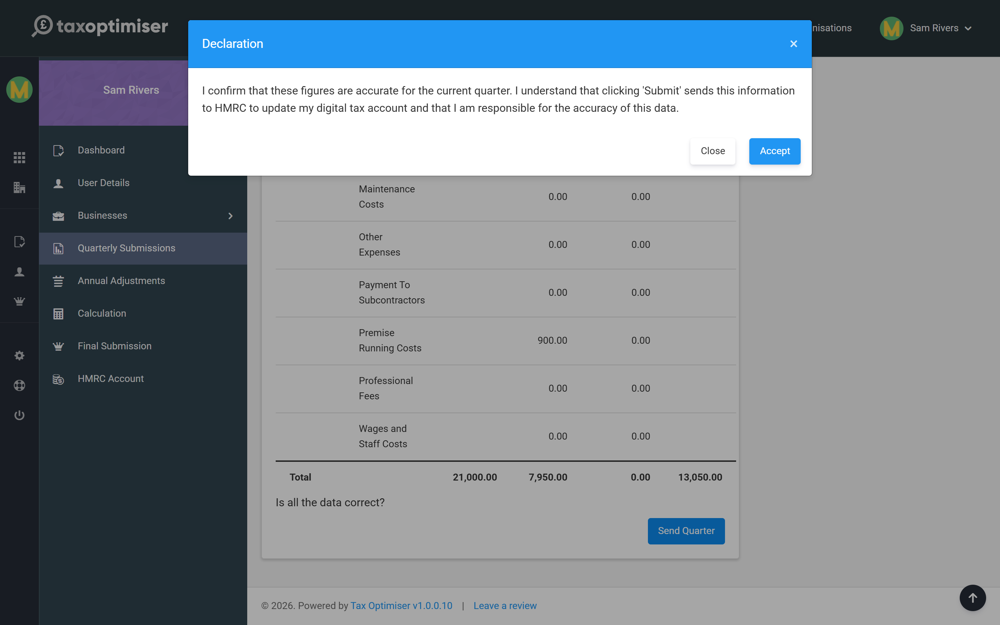 £ taxoptimiser
nisations
M Sam Rivers
Declaration
×
I confirm that these figures are accurate for the current quarter. I understand that clicking 'Submit' sends this information
to HMRC to update my digital tax account and that I am responsible for the accuracy of this data.
Close Accept
M
Sam Rivers
Dashboard
User Details
Businesses
Quarterly Submissions
Annual Adjustments
Calculation
Final Submission
HMRC Account
Maintenance
Costs 0.00 0.00
Other
Expenses 0.00 0.00
Payment To
Subcontractors 0.00 0.00
Premise
Running Costs 900.00 0.00
Professional
Fees 0.00 0.00
Wages and
Staff Costs 0.00 0.00
Total 21,000.00 7,950.00 0.00 13,050.00
Is all the data correct?
Send Quarter
© 2026. Powered by Tax Optimiser v1.0.0.10 | Leave a review